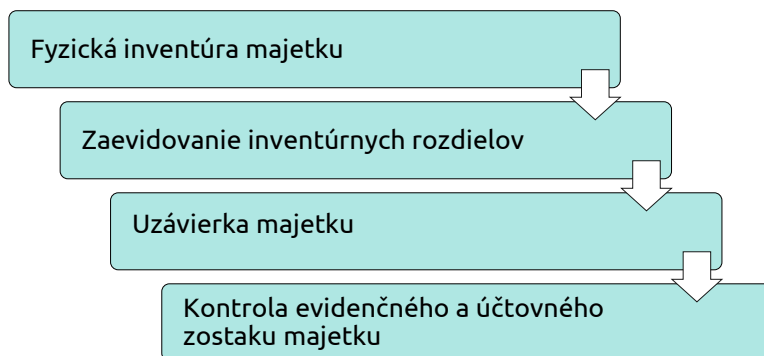 Fyzická inventúra majetku
Zaevidovanie inventúrnych rozdielov
Uzávierka majetku
Kontrola evidenčného a účtovného
zostaku majetku